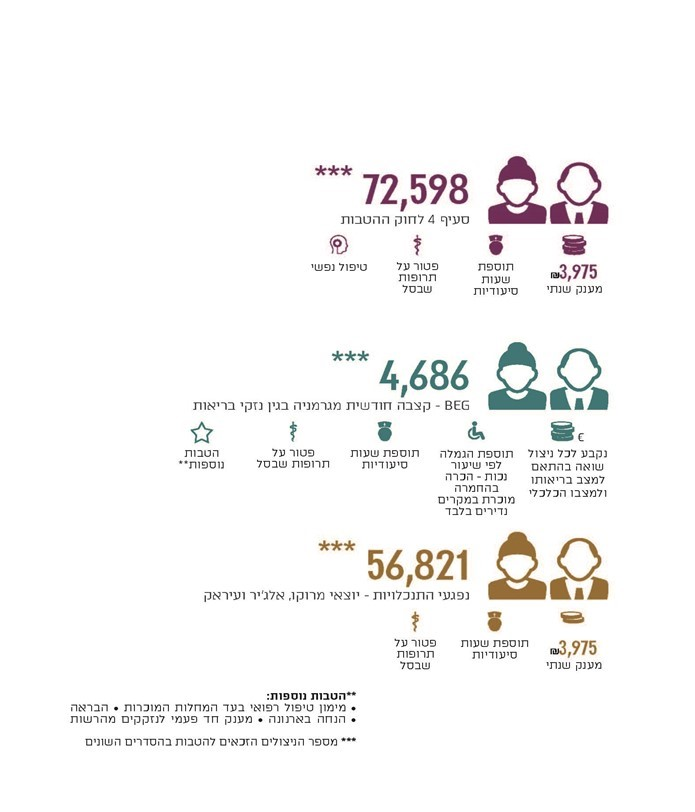 *** 72,598
סעיף 4 לחוק ההטבות
₪3,975
מענק שנתי
תוספת
שעות
סיעודיות
פטור על
תרופות
שבסל
טיפול נפשי
*** 4,686
BEG - קצבה חודשית מגרמניה בגין נזקי בריאות
€
נקבע לכל ניצול
שואה בהתאם
למצב בריאותו
ולמצבו הכלכלי
תוספת הגמלה
לפי שיעור
נכות - הכרה
בהחמרה
מוכרת במקרים
נדירים בלבד
תוספת שעות
סיעודיות
פטור על
תרופות שבסל
הטבות
נוספות**
*** 56,821
נפגעי התנכלויות - יוצאי מרוקו, אלג'יר ועיראק
₪3,975
מענק שנתי
תוספת שעות
סיעודיות
פטור על
תרופות
שבסל
**הטבות נוספות:
• מימון טיפול רפואי בעד המחלות המוכרות • הבראה
• הנחה בארנונה • מענק חד פעמי לנזקקים מהרשות
*** מספר הניצולים הזכאים להטבות בהסדרים השונים